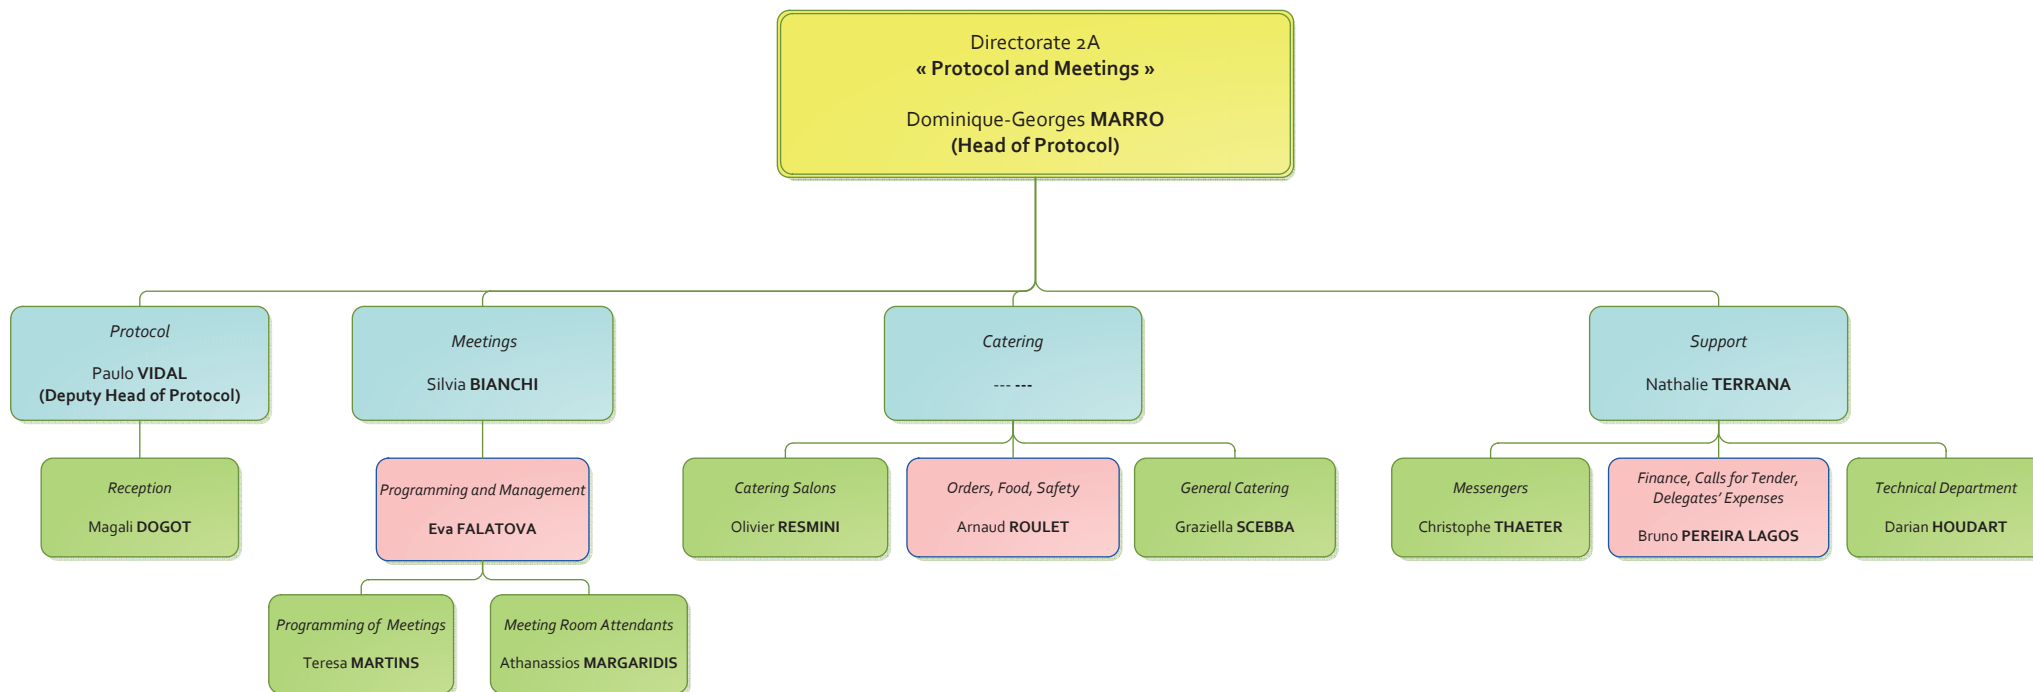 Directorate 2A
« Protocol and Meetings »
Dominique-Georges MARRO
(Head of Protocol)
Protocol
Paulo VIDAL
(Deputy Head of Protocol)
Meetings
Silvia BIANCHI
Catering
--- ---
Support
Nathalie TERRANA
Reception
Magali DOGOT
Programming and Management
Eva FALATOVA
Catering Salons
Olivier RESMINI
Orders, Food, Safety
Arnaud ROULET
General Catering
Graziella SCEBBA
Messengers
Christophe THAETER
Finance, Calls for Tender,
Delegates’ Expenses
Bruno PEREIRA LAGOS
Technical Department
Darian HOUDART
Programming of Meetings
Teresa MARTINS
Meeting Room Attendants
Athanassios MARGARIDIS